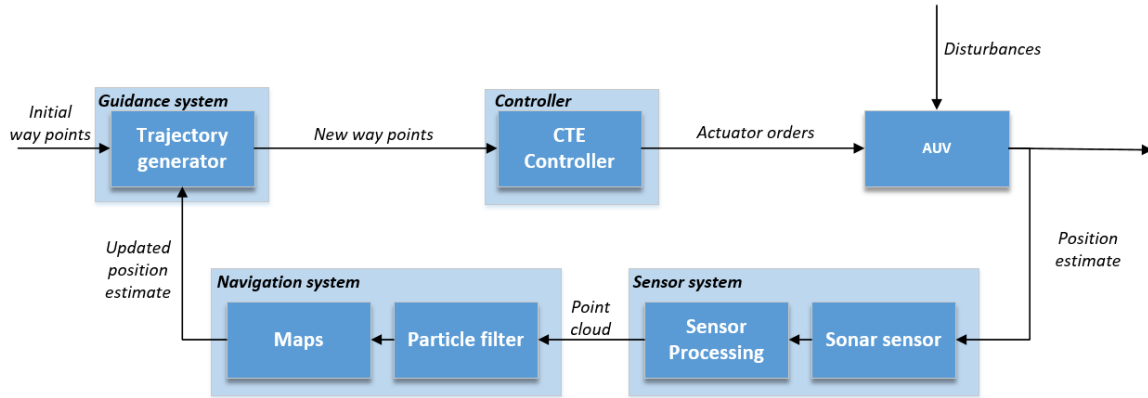 Disturbances
Guidance system
Controller
Initial
way points
Trajectory
generator
New way points
CTE
Controller
Actuator orders
AUV
Updated
position
estimate
Position
estimate
Navigation system
Sensor system
Maps
Particle filter
Point
cloud
Sensor
Processing
Sonar sensor